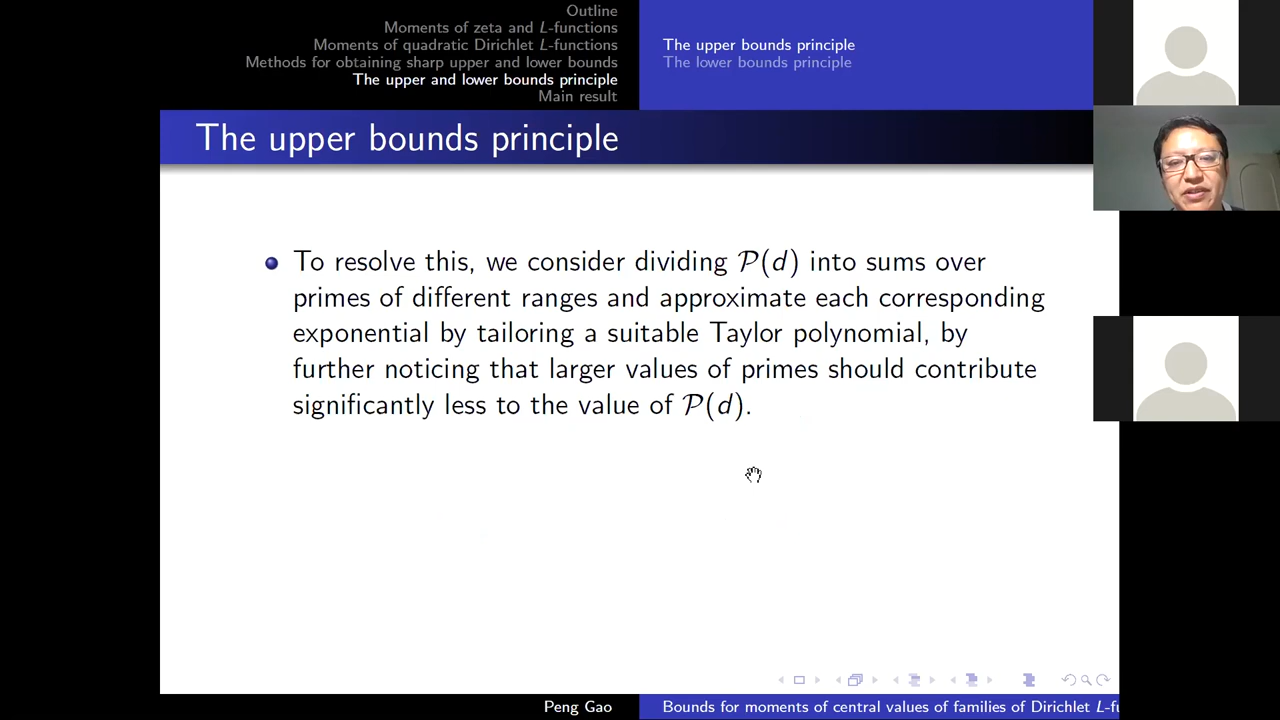 Outline
Moments of zeta and L-functions
Moments of quadratic Dirichlet L-functions
Methods for obtaining sharp upper and lower bounds
The upper and lower bounds principle
Main result
The upper bounds principle
The lower bounds principle
The upper bounds principle
To resolve this, we consider dividing 𝒫(d) into sums over
primes of different ranges and approximate each corresponding
exponential by tailoring a suitable Taylor polynomial, by
further noticing that larger values of primes should contribute
significantly less to the value of 𝒫(d).
Peng Gao
Bounds for moments of central values of families of Dirichlet L-fu